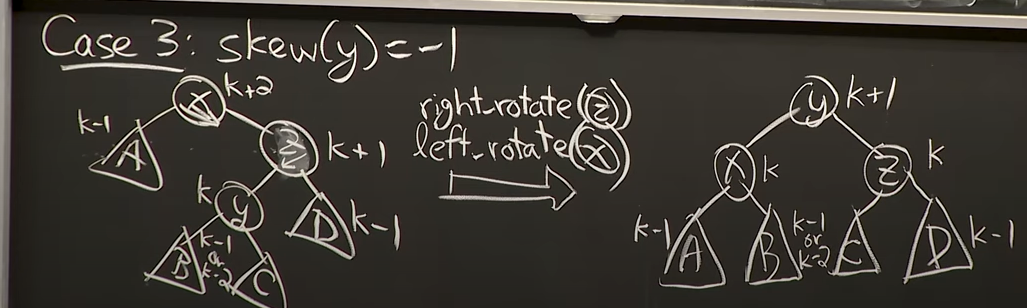 Case 3: skew(y)=-1
x k+2
k-1 A
z k+1
k y
D k-1
B k-1 or k-2 C
right_rotate(z)
left_rotate(x)
y k+1
x k
z k
k-1 A
B k-1 or k-2 C
D k-1